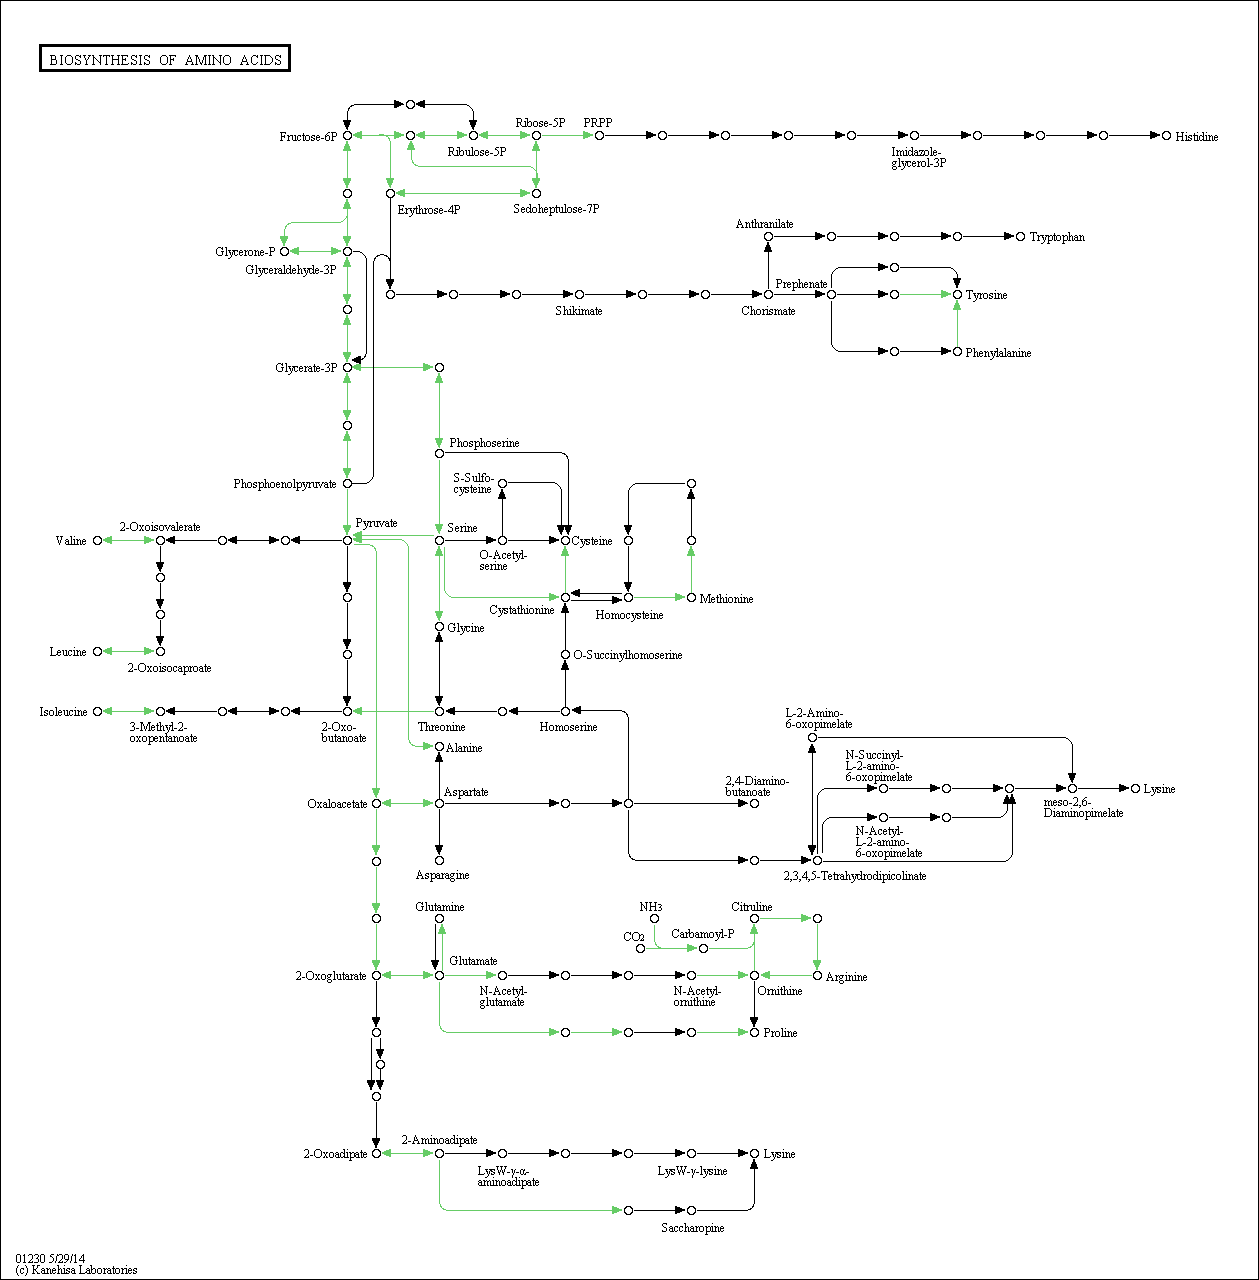 BIOSYNTHESIS OF AMINO ACIDS
Fructose-6P
Ribulose-5P
Ribose-5P
PRPP
Imidazole-
glycerol-3P
Histidine
Erythrose-4P
Sedoheptulose-7P
Glycerone-P
Glyceraldehyde-3P
Anthranilate
Tryptophan
Shikimate
Chorismate
Prephenate
Tyrosine
Phenylalanine
Glycerate-3P
Phosphoserine
Phosphoenolpyruvate
S-Sulfo-
cysteine
2-Oxoisovalerate
Valine
Pyruvate
Serine
O-Acetyl-
serine
Cysteine
Cystathionine
Homocysteine
Methionine
Glycine
Leucine
2-Oxoisocaproate
O-Succinylhomoserine
Isoleucine
3-Methyl-2-
oxopentanoate
2-Oxo-
butanoate
Threonine
Homoserine
Alanine
L-2-Amino-
6-oxopimelate
N-Succinyl-
L-2-amino-
6-oxopimelate
Oxaloacetate
Aspartate
2,4-Diamino-
butanoate
meso-2,6-
Diaminopimelate
Lysine
N-Acetyl-
L-2-amino-
6-oxopimelate
Asparagine
2,3,4,5-Tetrahydrodipicolinate
Glutamine
NH3
CO2
Carbamoyl-P
Citruline
2-Oxoglutarate
Glutamate
N-Acetyl-
glutamate
N-Acetyl-
ornithine
Ornithine
Arginine
Proline
2-Oxoadipate
2-Aminoadipate
LysW-γ-α-
aminoadipate
LysW-γ-lysine
Lysine
Saccharopine
01230 5/29/14
(c) Kanehisa Laboratories